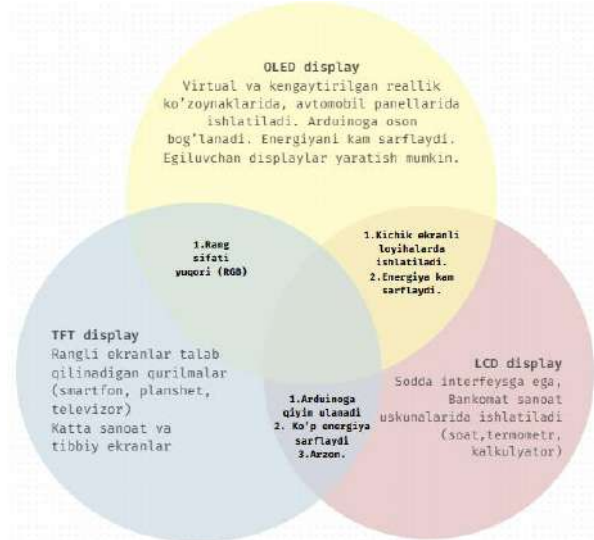 OLED display
Virtual va kengaytirilgan reallik
ko'zoynaklarida, avtomobil panellarida
ishlatiladi. Arduinoga oson
bog'lanadi. Energiyani kam sarflaydi.
Egiluvchan displaylar yaratish mumkin.
1.Rang
sifati
yuqori (RGB)
1.Kichik ekranli
loyihalarda
ishlatiladi.
2.Energiya kam
sarflaydi.
TFT display
Rangli ekranlar talab
qilinadigan qurilmalar
(smartfon, planshet,
televizor)
Katta sanoat va
tibbiy ekranlar
1.Arduinoga
qiyin ulanadi
2. Ko'p energiya
sarflaydi
3.Arzon.
LCD display
Sodda interfeysga ega,
Bankomat sanoat
uskunalarida ishlatiladi
(soat,termometr,
kalkulyator)